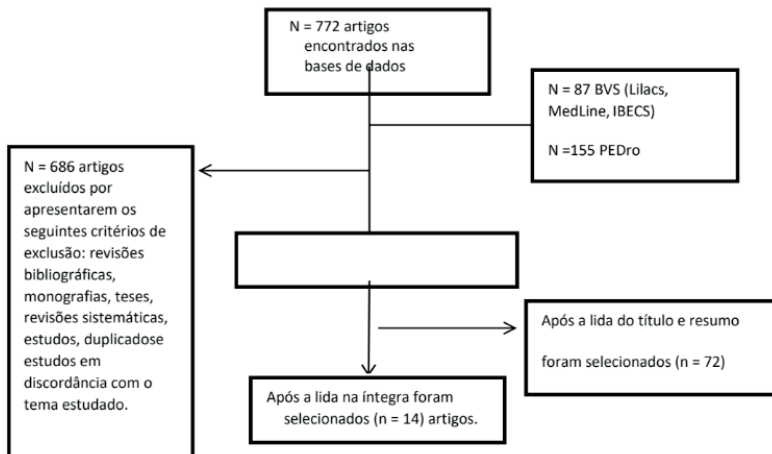 N = 772 artigos
encontrados nas
bases de dados
N = 87 BVS (Lilacs,
MedLine, IBECS)
N =155 PEDro
N = 686 artigos
excluídos por
apresentarem os
seguintes critérios de
exclusão: revisões
bibliográficas,
monografias, teses,
revisões sistemáticas,
estudos, duplicadose
estudos em
discordância com o
tema estudado.
Após a lida do título e resumo
foram selecionados (n = 72)
Após a lida na íntegra foram
selecionados (n = 14) artigos.